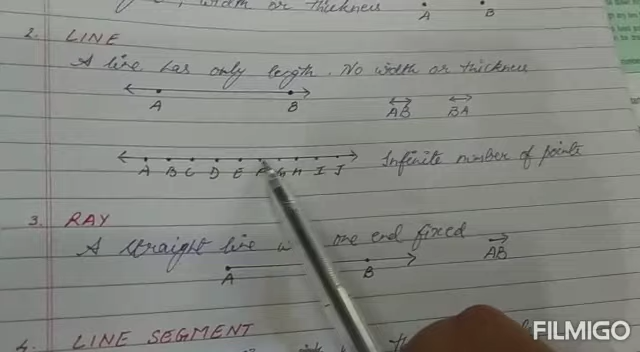 , width or thickness
A B
2. LINE
A line has only length. No width or thickness
A B AB BA
A B C D E F G H I J Infinite number of points
3. RAY
A straight line one end fixed
A B AB
4. LINE SEGMENT
FILMIGO